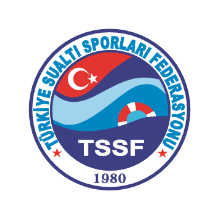 TÜRKİYE SUALTI SPORLARI FEDERASYONU
TSSF
1980